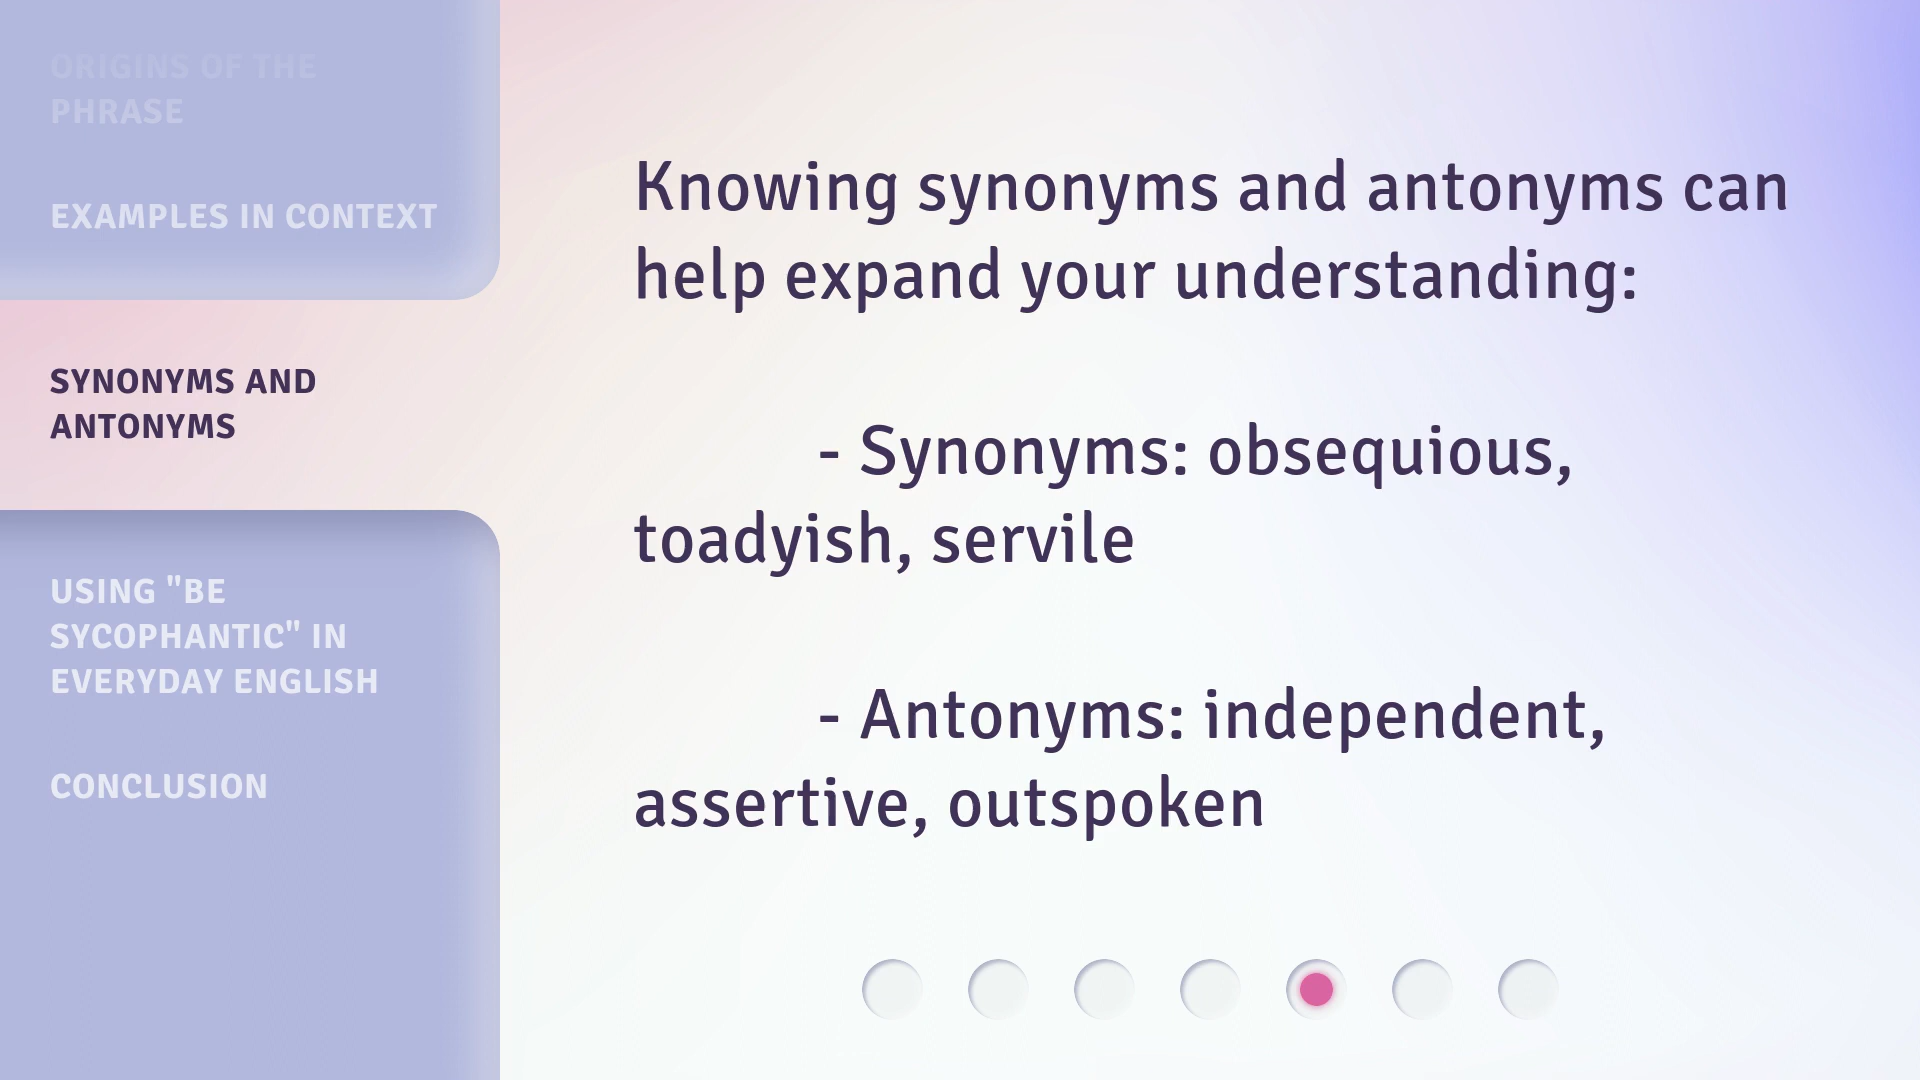 ORIGINS OF THE
PHRASE
EXAMPLES IN CONTEXT
SYNONYMS AND
ANTONYMS
USING "BE
SYCOPHANTIC" IN
EVERYDAY ENGLISH
CONCLUSION
Knowing synonyms and antonyms can
help expand your understanding:
- Synonyms: obsequious,
toadyish, servile
- Antonyms: independent,
assertive, outspoken